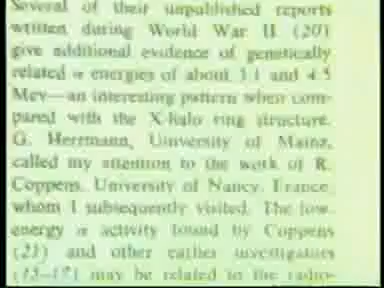 Several of their unpublished reports
written during World War II (20)
give additional evidence of genetically
related α energies of about 3.1 and 4.5
Mev—an interesting pattern when com-
pared with the X-halo ring structure.
G. Herrmann, University of Mainz,
called my attention to the work of R.
Coppens, University of Nancy, France,
whom I subsequently visited. The low-
energy α activity found by Coppens
(21) and other earlier investigators
(15–17) may be related to the radio-